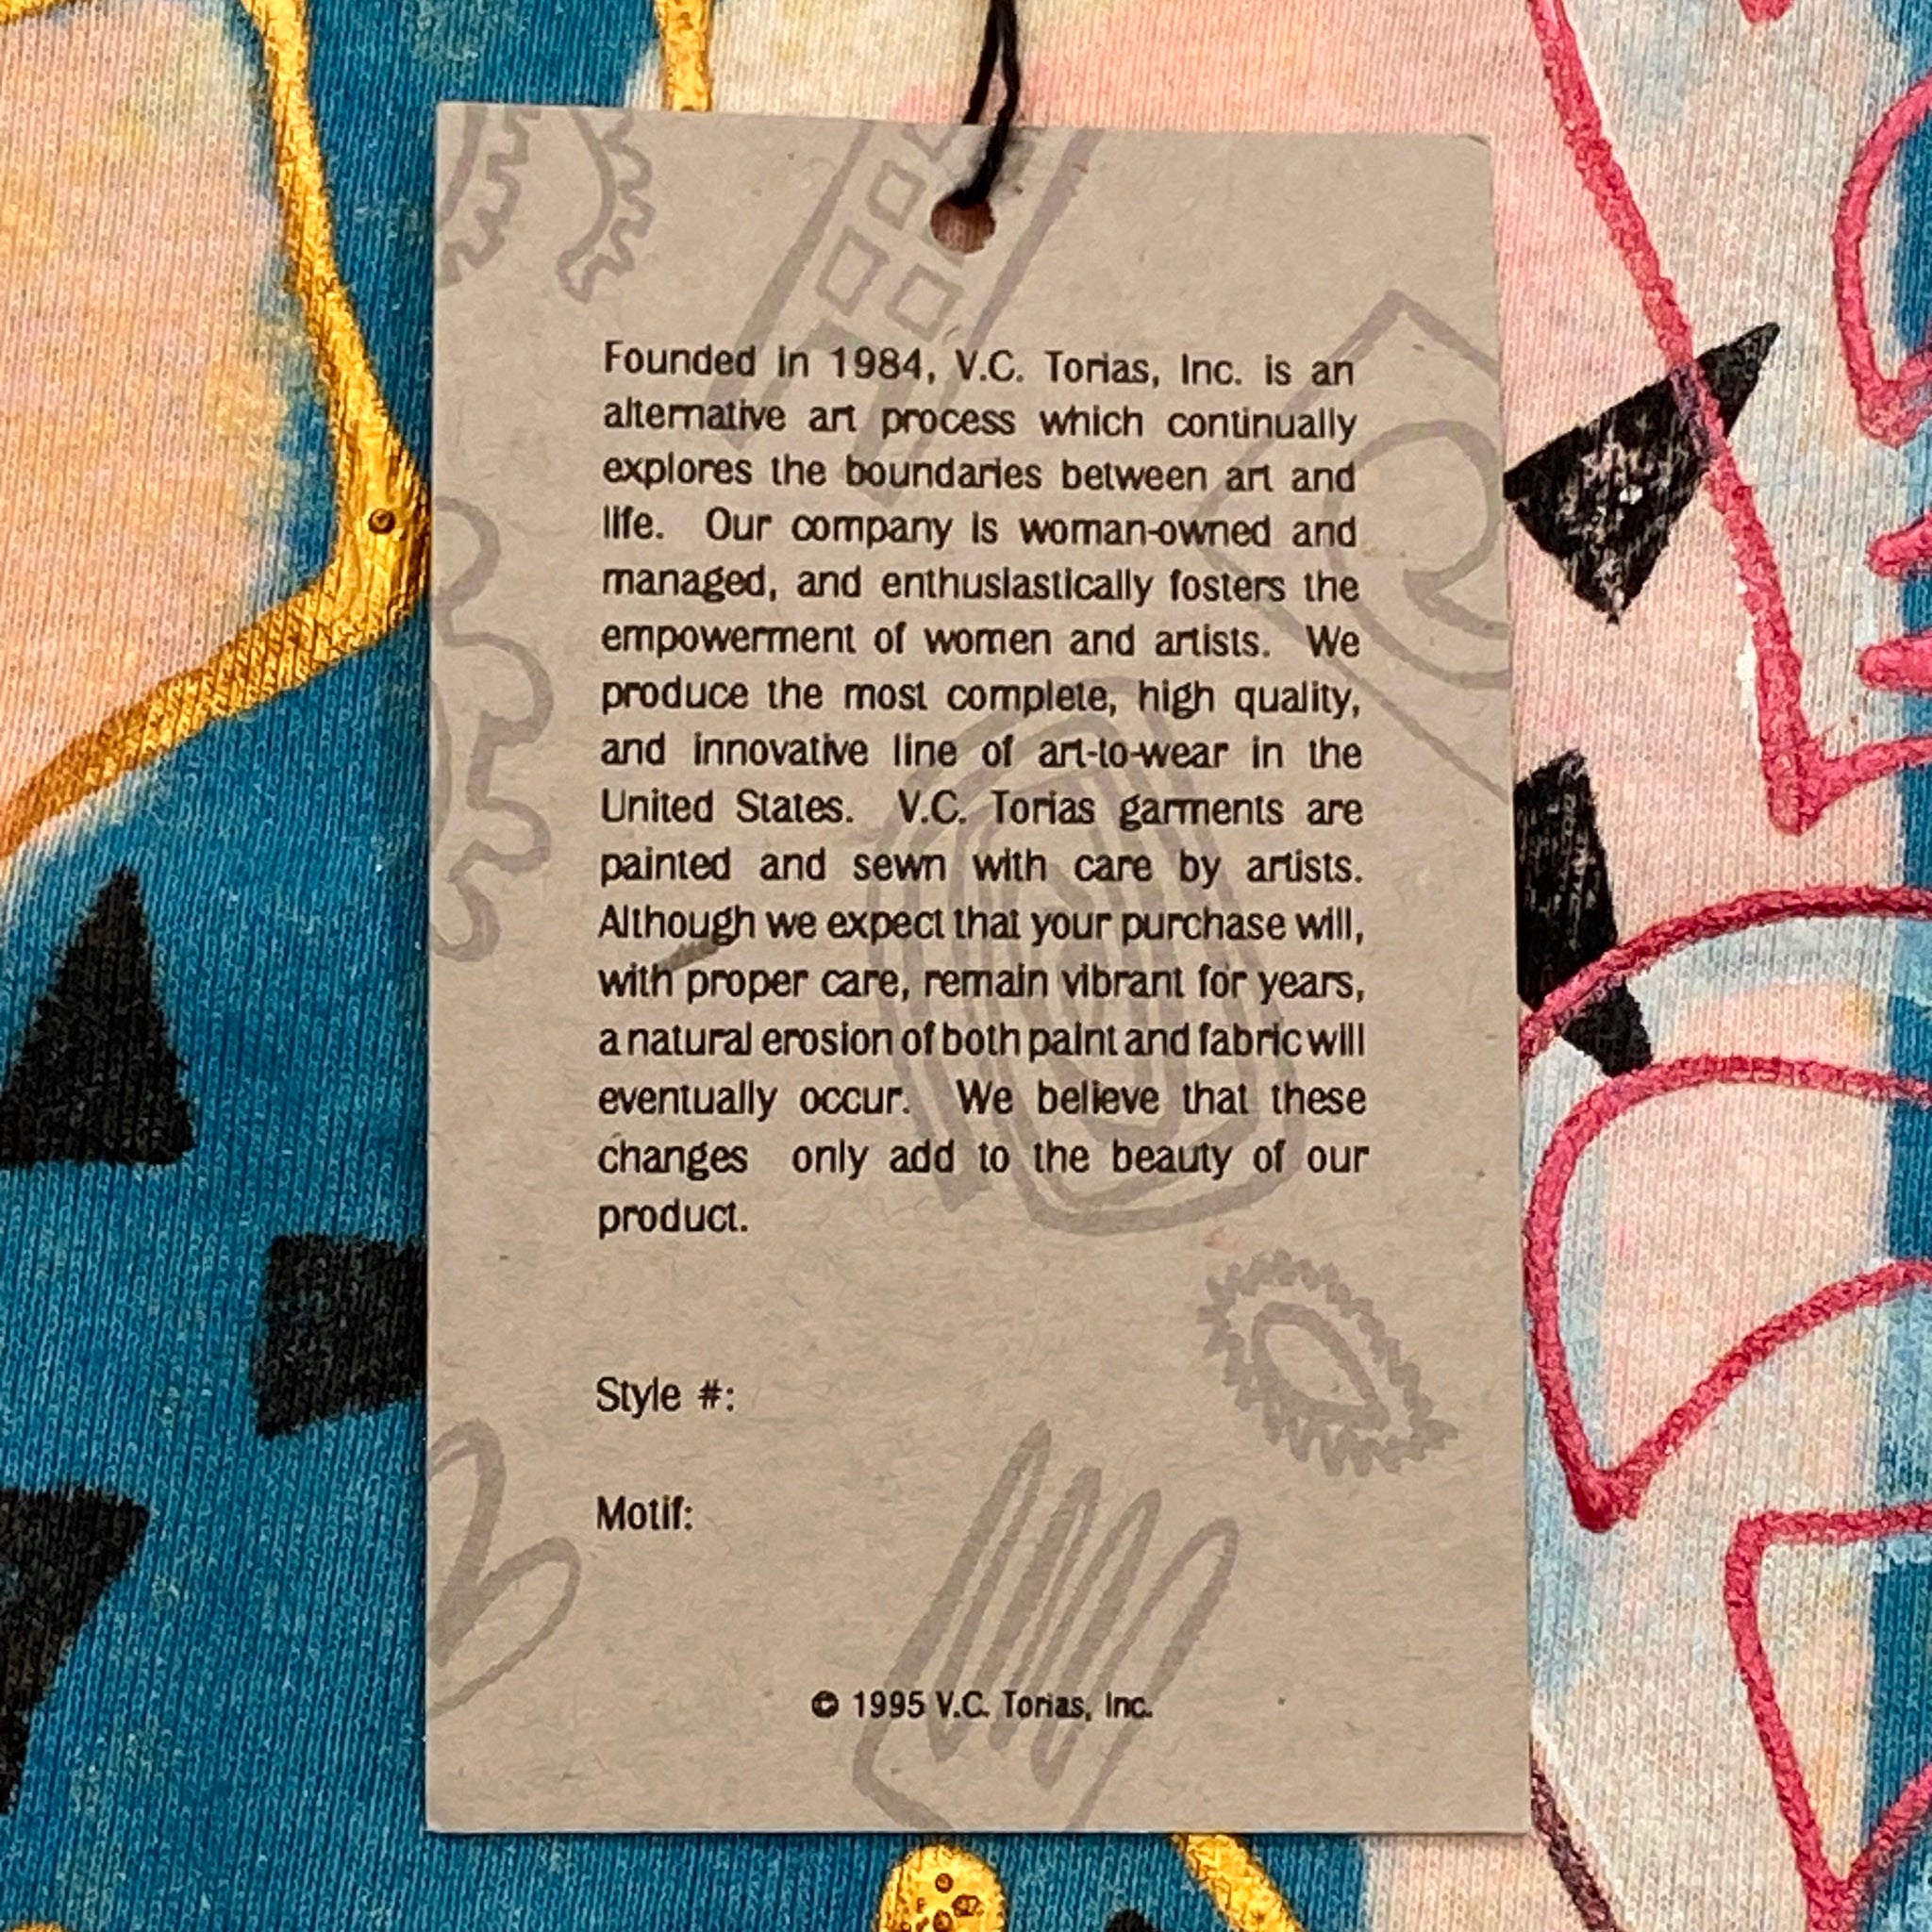 Founded in 1984, V.C. Torias, Inc. is an
alternative art process which continually
explores the boundaries between art and
life. Our company is woman-owned and
managed, and enthusiastically fosters the
empowerment of women and artists. We
produce the most complete, high quality,
and innovative line of art-to-wear in the
United States. V.C. Torias garments are
painted and sewn with care by artists.
Although we expect that your purchase will,
with proper care, remain vibrant for years,
a natural erosion of both paint and fabric will
eventually occur. We believe that these
changes only add to the beauty of our
product.
Style #:
Motif:
© 1995 V.C. Torias, Inc.